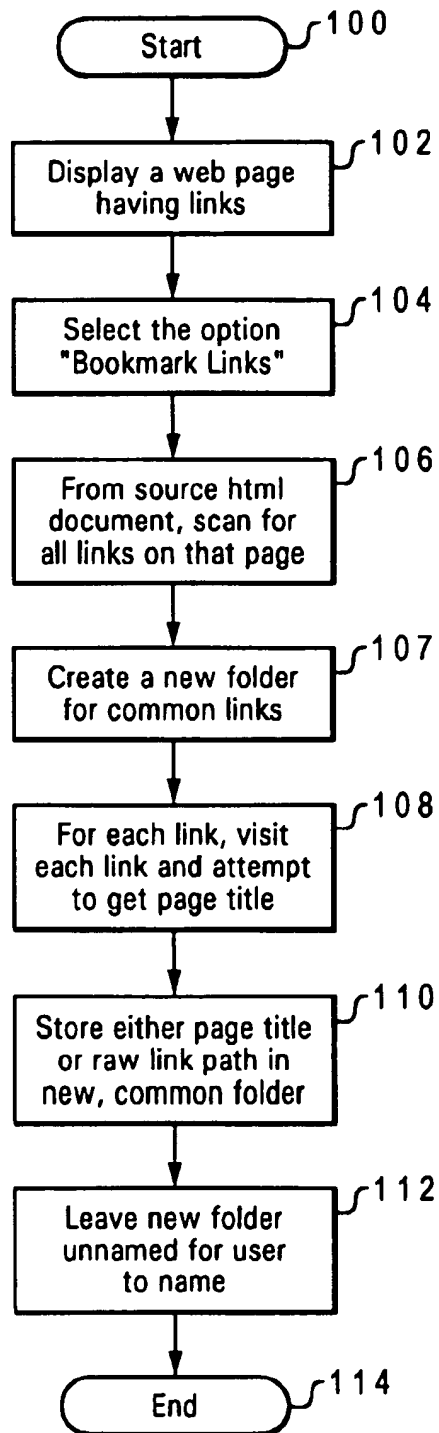 100
Start
102
Display a web page
having links
104
Select the option
"Bookmark Links"
106
From source html
document, scan for
all links on that page
107
Create a new folder
for common links
108
For each link, visit
each link and attempt
to get page title
110
Store either page title
or raw link path in
new, common folder
112
Leave new folder
unnamed for user
to name
114
End